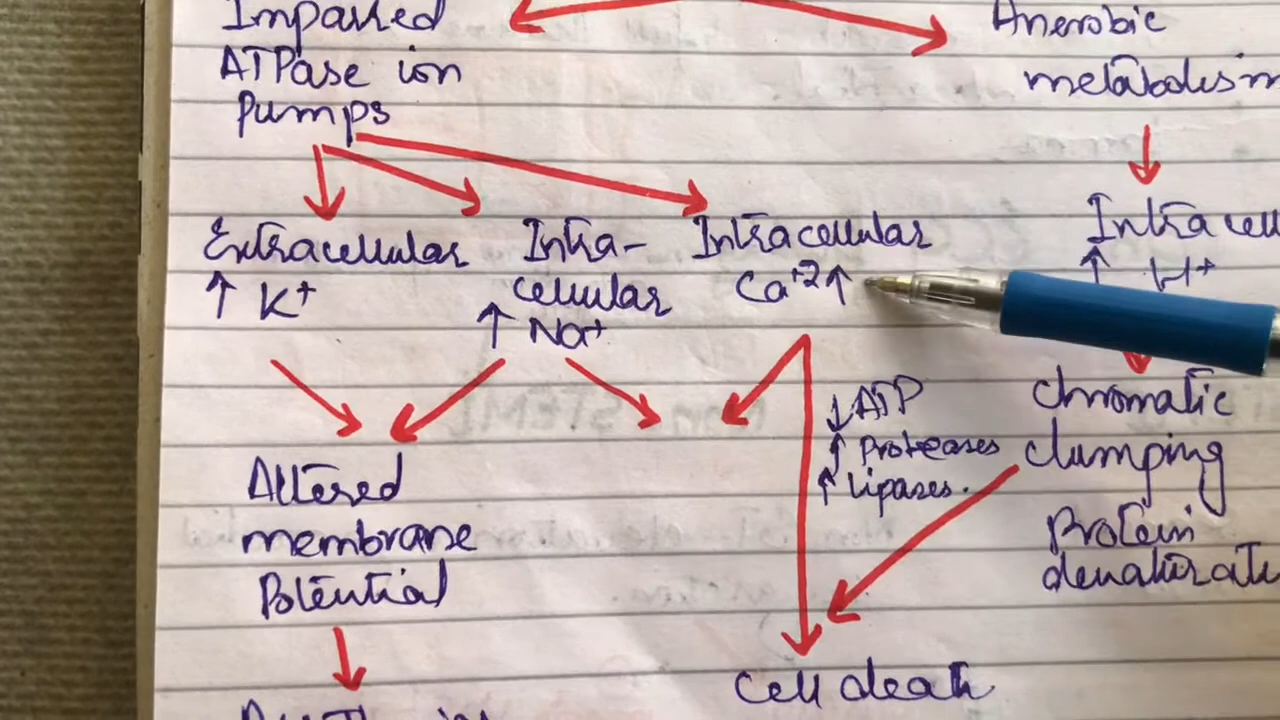 Impaired
ATPase ion
Pumps
Anerobic
metabolism
Extracellular
↑ K+
Intra-
cellular
↑ Na+
Intracellular
Ca+2↑
Intracell
↑ H+
↓ATP
↑ Proteases
↑ Lipases.
chromatic
clumping
Protein
denaturati
Altered
membrane
Potential
Cell death